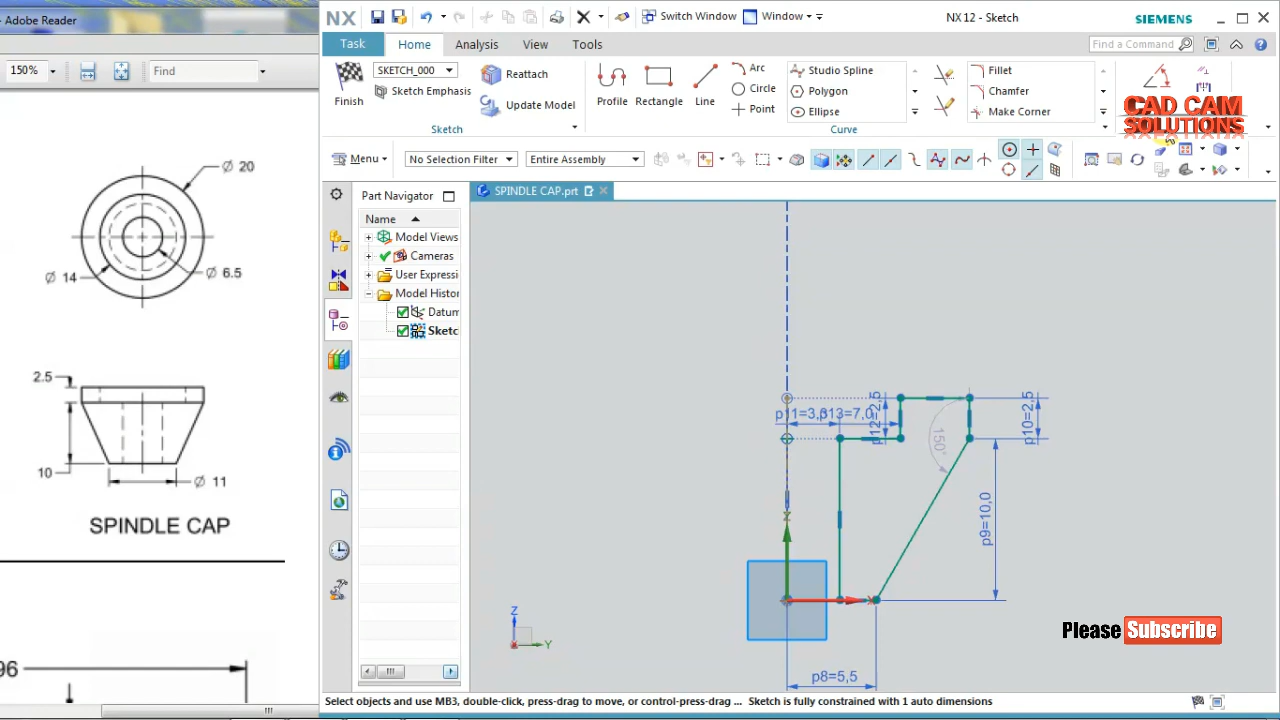 - Adobe Reader
150%
Find
Ø 20
Ø 14
Ø 6.5
2.5
10
Ø 11
SPINDLE CAP
96
NX
Switch Window
Window
NX 12 - Sketch
SIEMENS
Task
Home
Analysis
View
Tools
Find a Command
Finish
SKETCH_000
Sketch Emphasis
Reattach
Update Model
Sketch
Profile
Rectangle
Line
Arc
Circle
Point
Studio Spline
Polygon
Ellipse
Curve
Fillet
Chamfer
Make Corner
CAD CAM
SOLUTIONS
Menu
No Selection Filter
Entire Assembly
Part Navigator
Name
Model Views
Cameras
User Expressi
Model Histor
Datum
Sketc
SPINDLE CAP.prt
p13=7,0
p12=2,5
p10=2,5
150°
p9=10,0
p8=5,5
Z
X
Z
Y
Please Subscribe
Select objects and use MB3, double-click, press-drag to move, or control-press-drag ...
Sketch is fully constrained with 1 auto dimensions